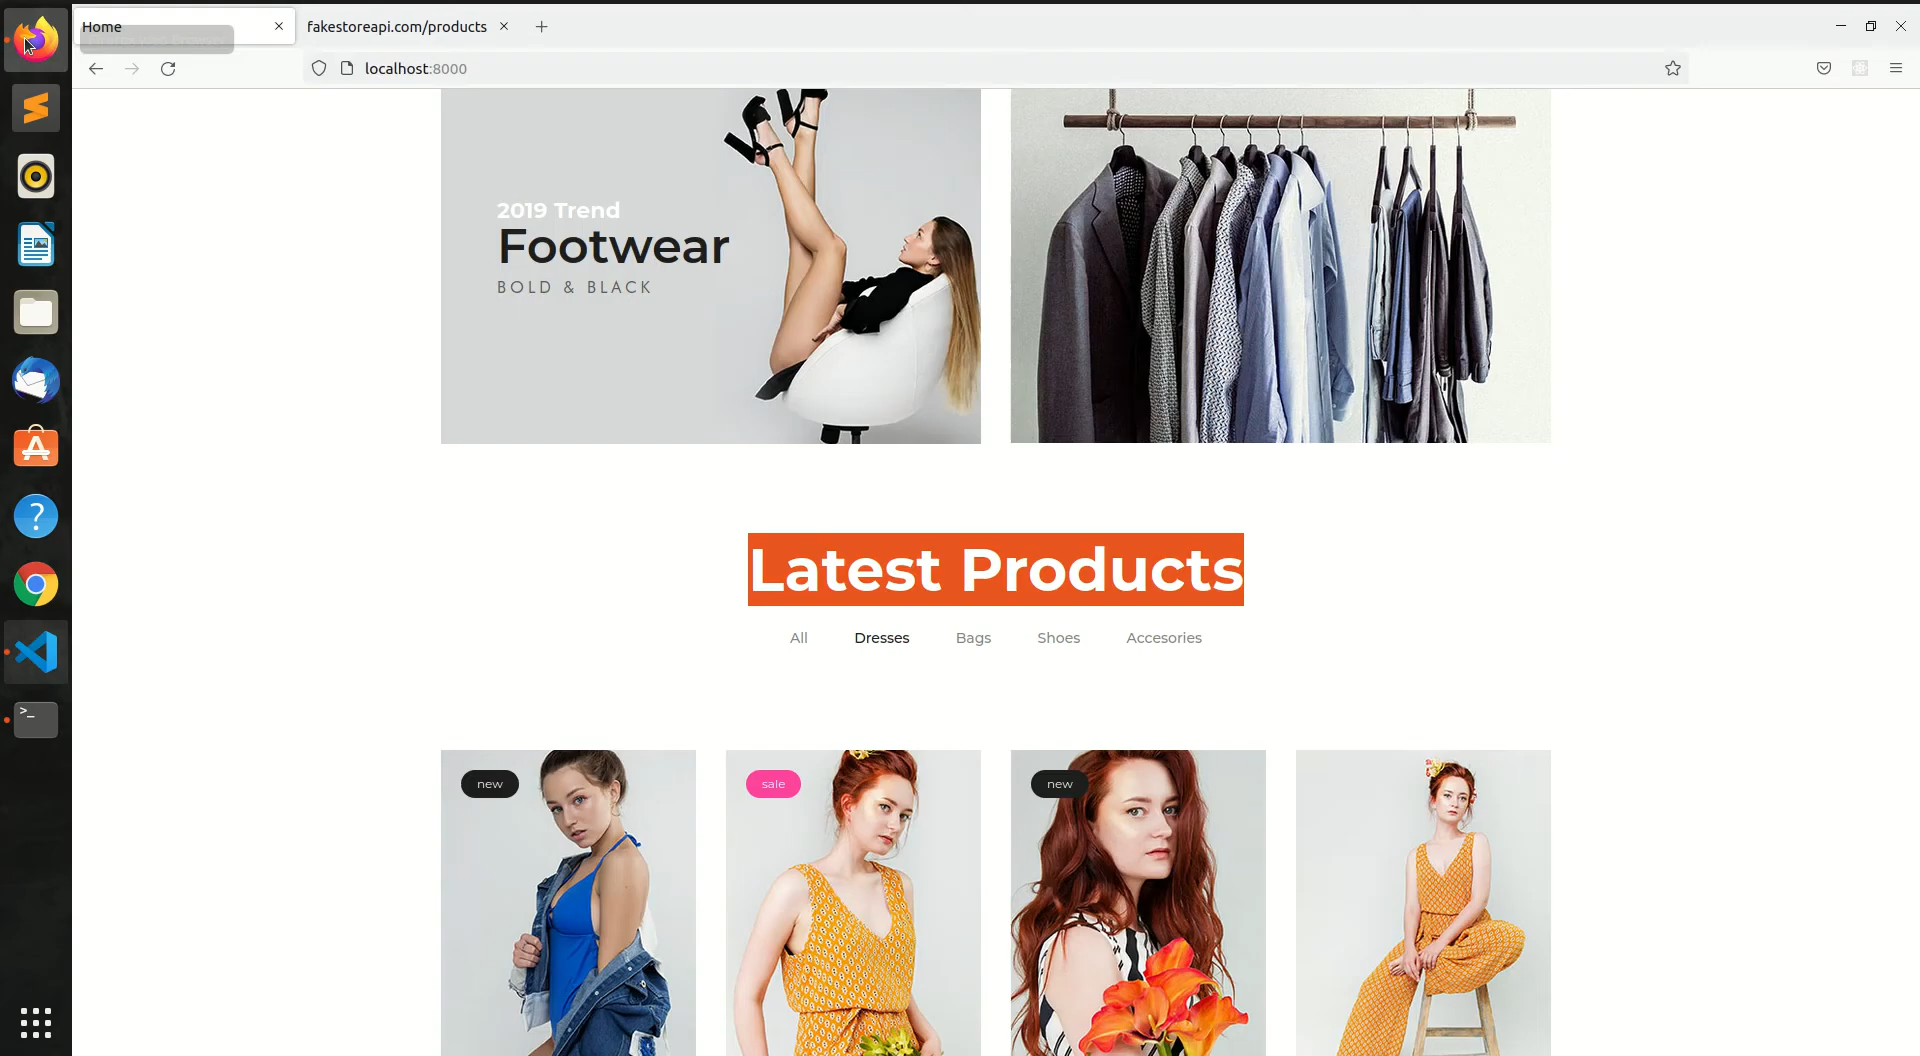 Home
fakestoreapi.com/products
localhost:8000
2019 Trend
Footwear
BOLD & BLACK
Latest Products
All Dresses Bags Shoes Accesories
new
sale
new